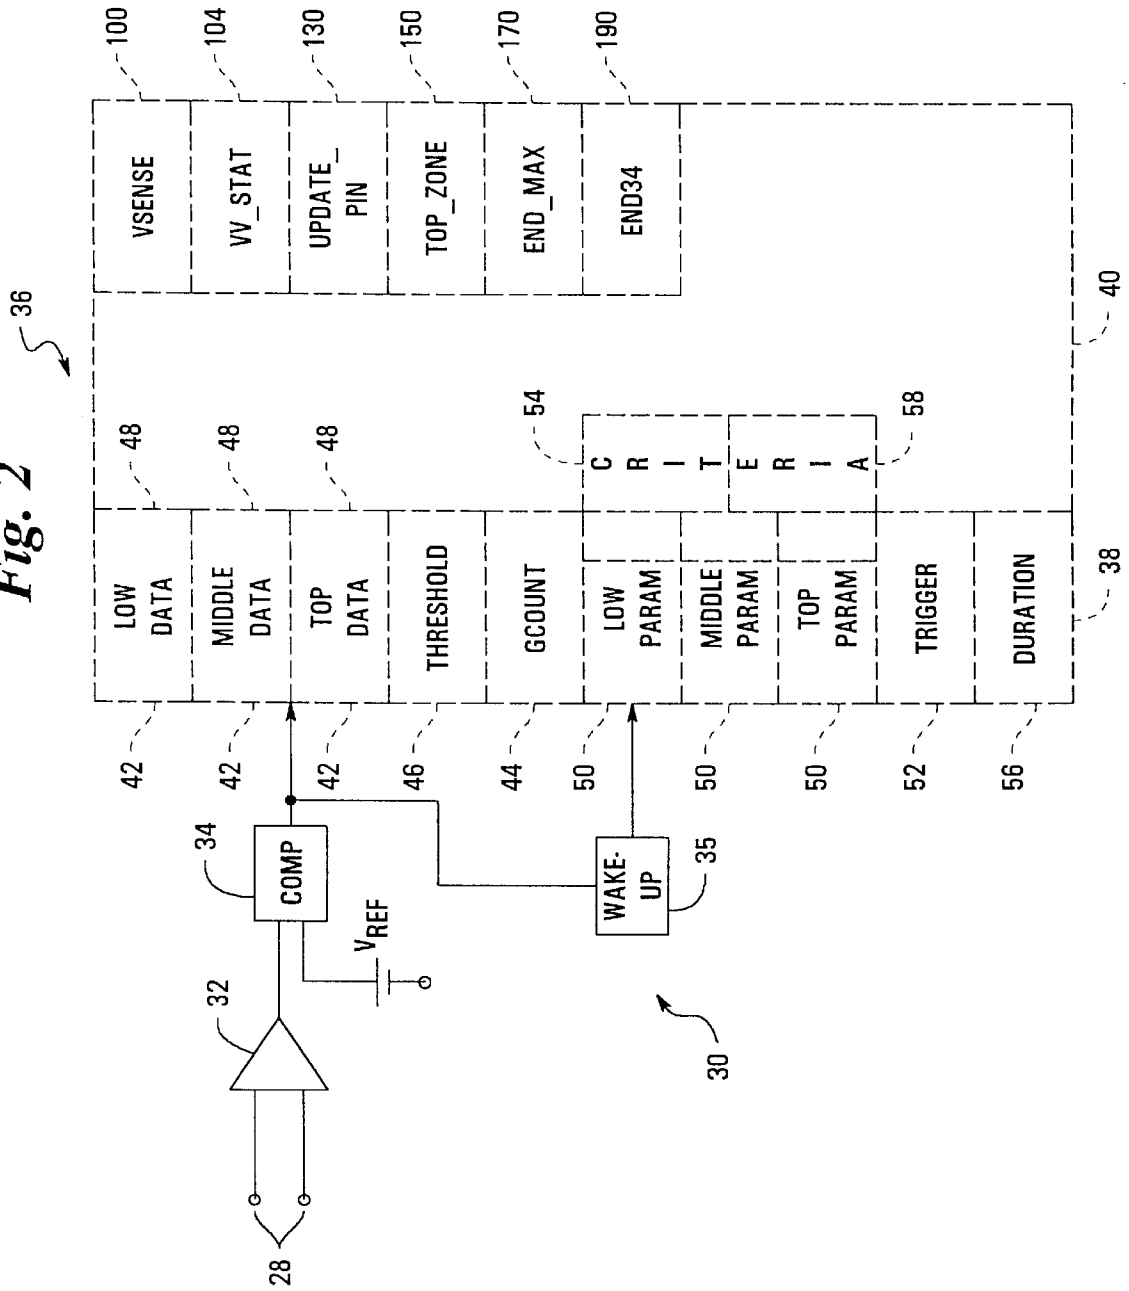 Fig. 2
36
28
32
34
COMP
VREF
30
WAKE-
UP
35
42
42
42
46
44
50
50
50
52
56
LOW
DATA
MIDDLE
DATA
TOP
DATA
THRESHOLD
GCOUNT
LOW
PARAM
MIDDLE
PARAM
TOP
PARAM
TRIGGER
DURATION
38
48
48
48
54
CRITERIA
58
40
VSENSE
VV_STAT
UPDATE_
PIN
TOP_ZONE
END_MAX
END34
100
104
130
150
170
190